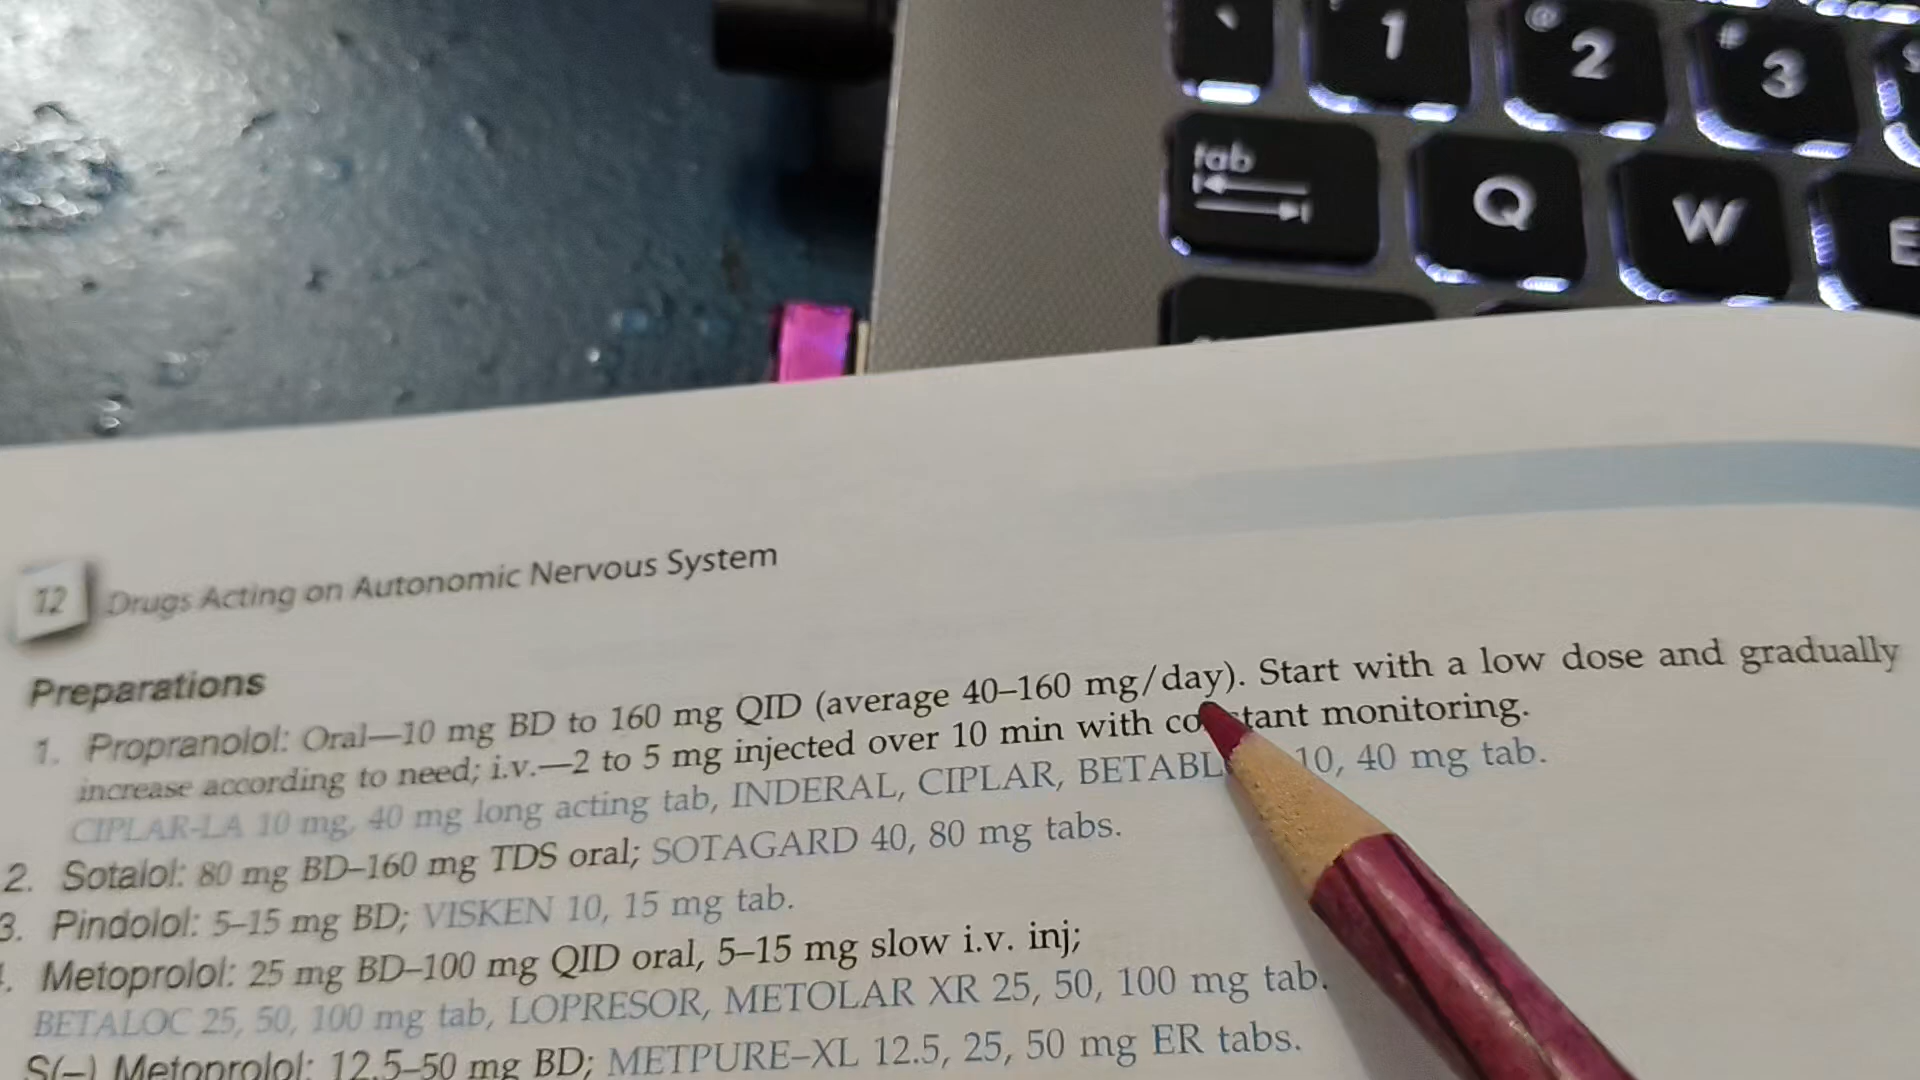 ` 1 @ 2 # 3
tab Q W E
12 Drugs Acting on Autonomic Nervous System
Preparations
1. Propranolol: Oral—10 mg BD to 160 mg QID (average 40–160 mg/day). Start with a low dose and gradually
increase according to need; i.v.—2 to 5 mg injected over 10 min with monitoring.
CIPLAR-LA 10 mg, 40 mg long acting tab, INDERAL, CIPLAR, 10, 40 mg tab.
2. Sotalol: 80 mg BD–160 mg TDS oral; SOTAGARD 40, 80 mg tabs.
3. Pindolol: 5–15 mg BD; VISKEN 10, 15 mg tab.
Metoprolol: 25 mg BD–100 mg QID oral, 5–15 mg slow i.v. inj;
BETALOC 25, 50, 100 mg tab, LOPRESOR, METOLAR XR 25, 50, 100 mg tab.
S(–) Metoprolol: 12.5–50 mg BD; METPURE–XL 12.5, 25, 50 mg ER tabs.